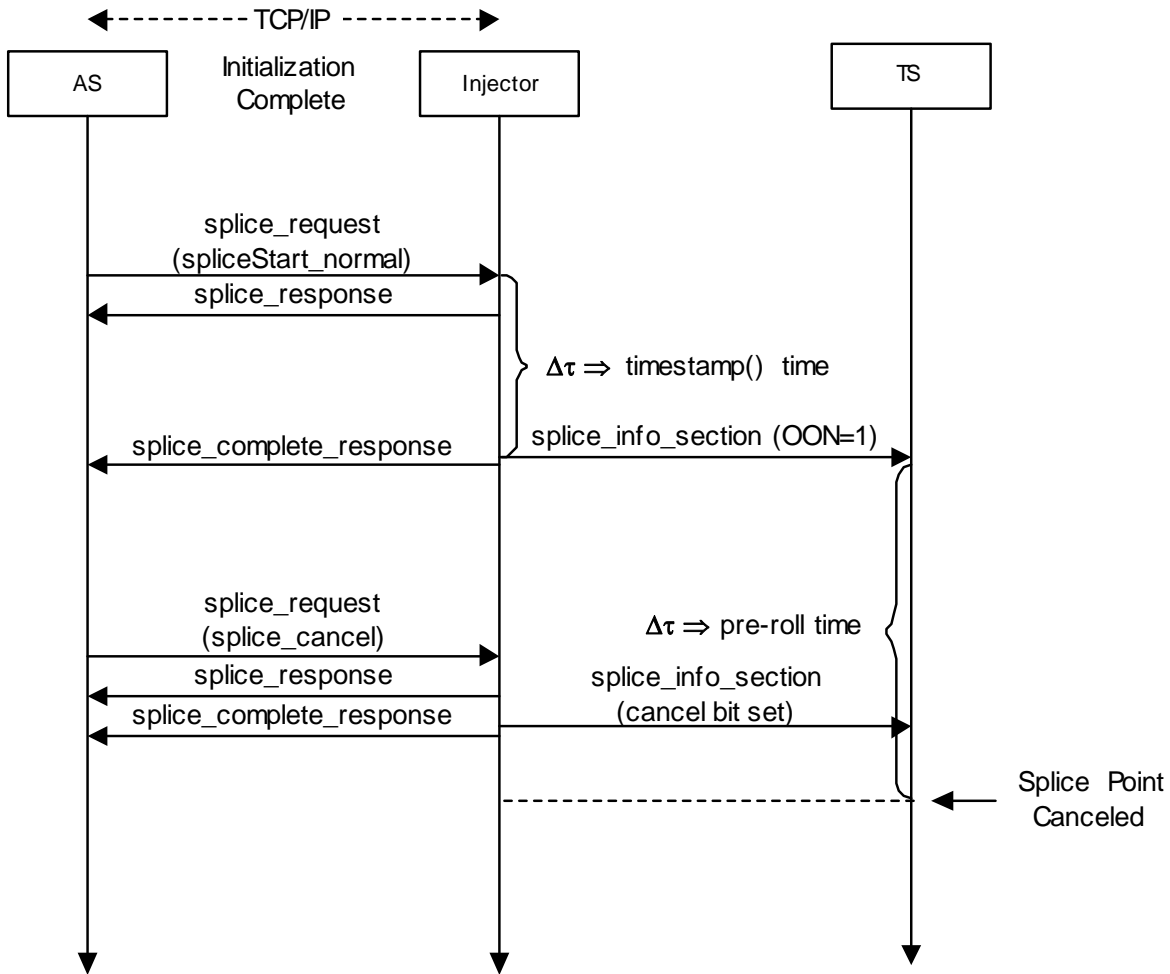 TCP/IP
AS
Initialization
Complete
Injector
TS
splice_request
(spliceStart_normal)
splice_response
Δτ ⇒ timestamp() time
splice_complete_response
splice_info_section (OON=1)
splice_request
(splice_cancel)
Δτ ⇒ pre-roll time
splice_response
splice_info_section
(cancel bit set)
splice_complete_response
Splice Point
Canceled